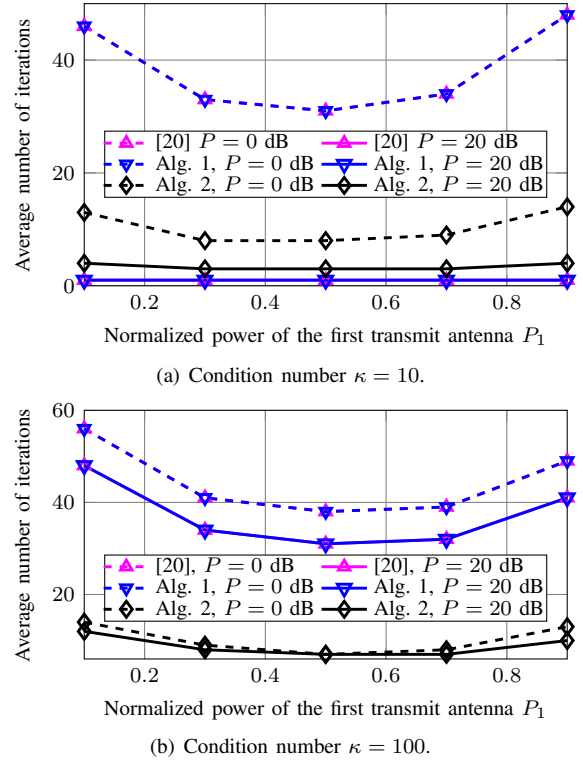 Average number of iterations
40
20
0
[20] P = 0 dB
[20] P = 20 dB
Alg. 1, P = 0 dB
Alg. 1, P = 20 dB
Alg. 2, P = 0 dB
Alg. 2, P = 20 dB
0.2 0.4 0.6 0.8
Normalized power of the first transmit antenna P₁
(a) Condition number κ = 10.
Average number of iterations
60
40
20
[20], P = 0 dB
[20], P = 20 dB
Alg. 1, P = 0 dB
Alg. 1, P = 20 dB
Alg. 2, P = 0 dB
Alg. 2, P = 20 dB
0.2 0.4 0.6 0.8
Normalized power of the first transmit antenna P₁
(b) Condition number κ = 100.